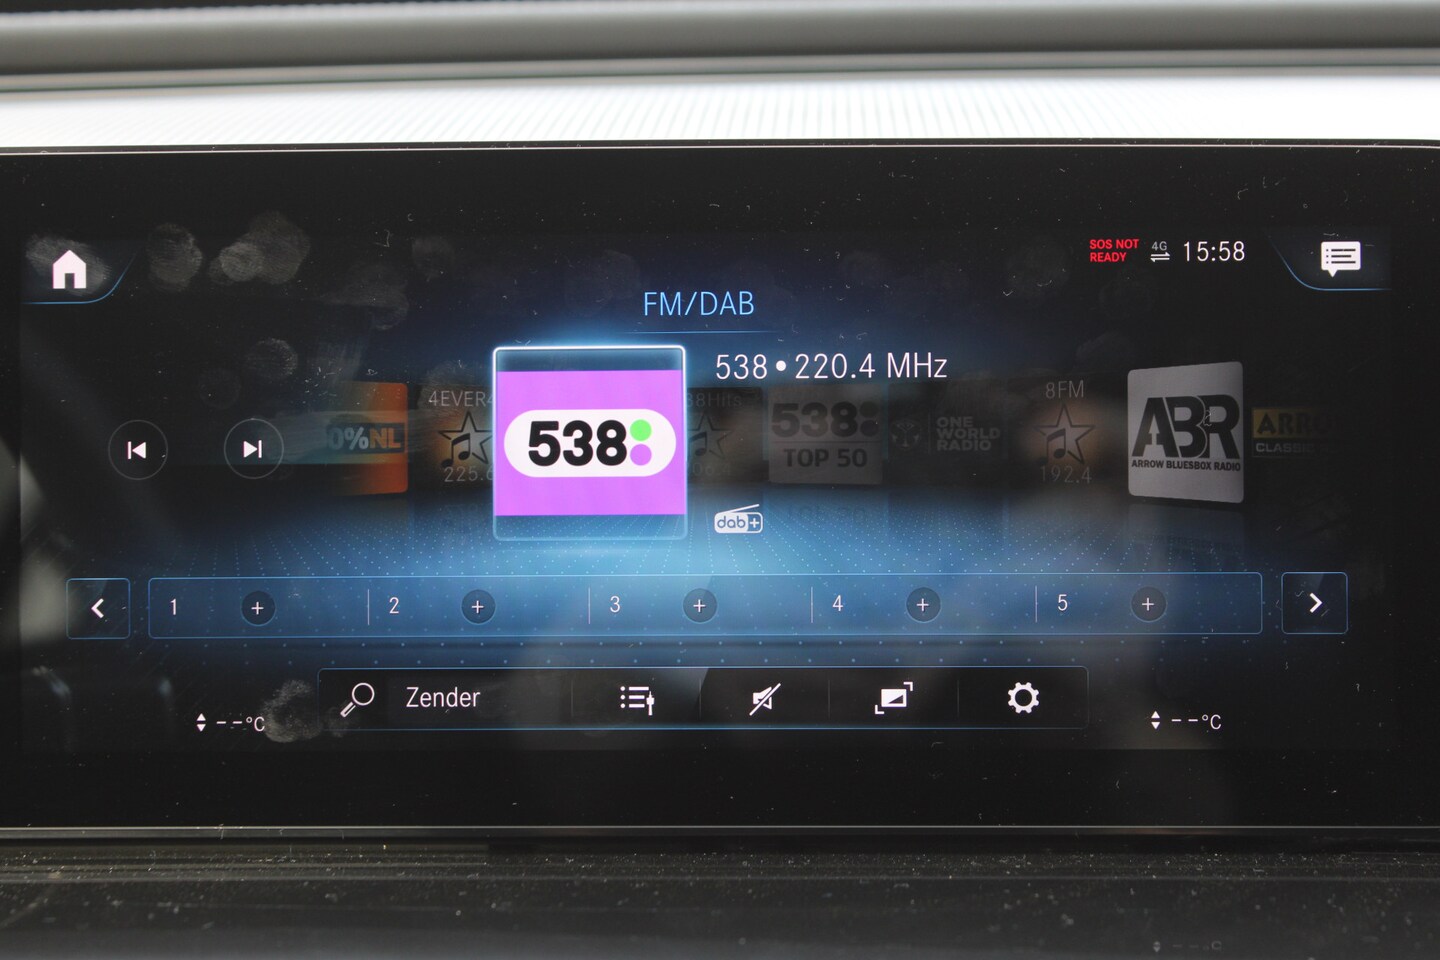 SOS NOT
READY
4G
15:58
FM/DAB
538 • 220.4 MHz
0%NL
4EVER
225.
538
38Hits
538
TOP 50
ONE
WORLD
RADIO
8FM
192.4
ABR
ARROW BLUESBOX RADIO
ARRO
CLASSIC
dab+
1 +
2 +
3 +
4 +
5 +
Zender
--°C
--°C